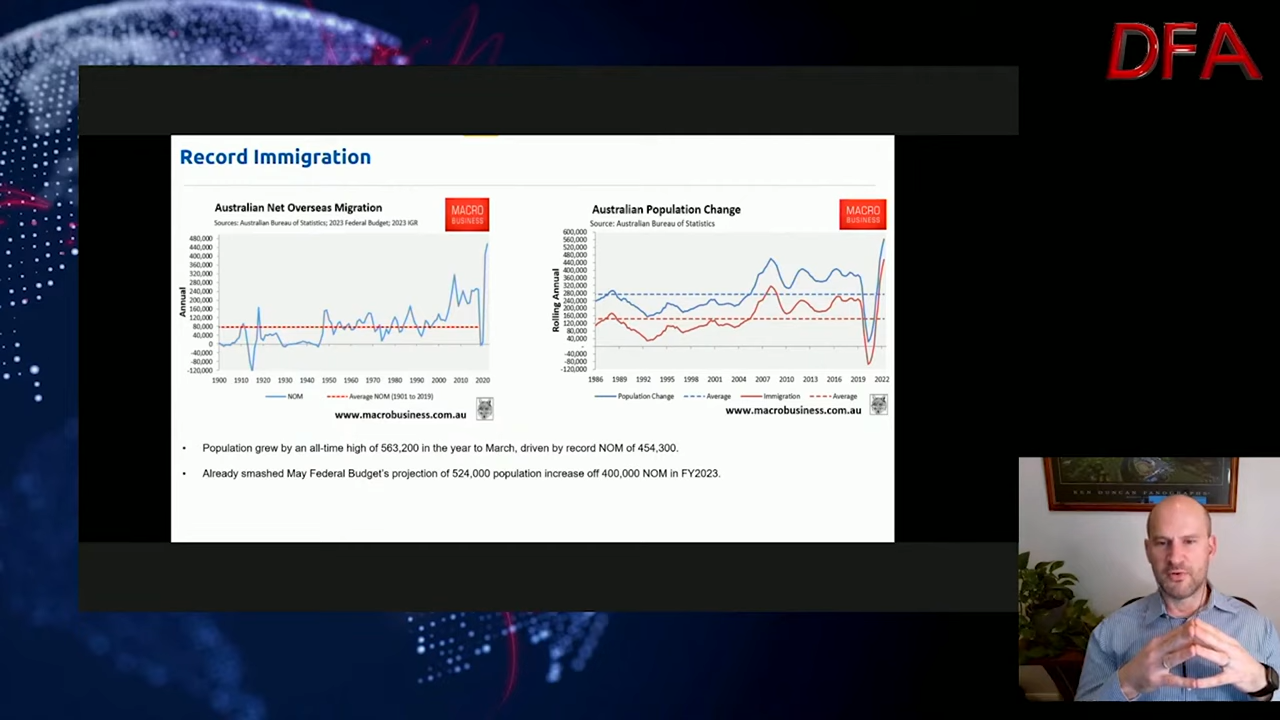 DFA
Record Immigration
Australian Net Overseas Migration
Sources: Australian Bureau of Statistics; 2023 Federal Budget; 2023 IGR
MACRO
BUSINESS
480,000
440,000
400,000
360,000
320,000
280,000
240,000
200,000
160,000
120,000
80,000
40,000
0
-40,000
-80,000
-120,000
Annual
1900 1910 1920 1930 1940 1950 1960 1970 1980 1990 2000 2010 2020
NOM Average NOM (1901 to 2019)
www.macrobusiness.com.au
Australian Population Change
Source: Australian Bureau of Statistics
MACRO
BUSINESS
600,000
560,000
520,000
480,000
440,000
400,000
360,000
320,000
280,000
240,000
200,000
160,000
120,000
80,000
40,000
-
-40,000
-80,000
-120,000
Rolling Annual
1986 1989 1992 1995 1998 2001 2004 2007 2010 2013 2016 2019 2022
Population Change Average Immigration Average
www.macrobusiness.com.au
• Population grew by an all-time high of 563,200 in the year to March, driven by record NOM of 454,300.
• Already smashed May Federal Budget's projection of 524,000 population increase off 400,000 NOM in FY2023.
KEN DUNCAN PANOGRAPHS